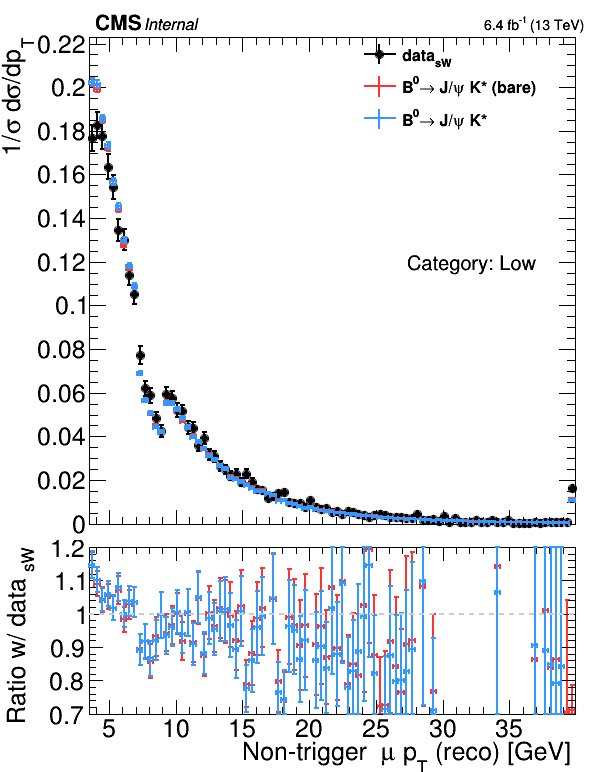 CMS Internal 6.4 fb⁻¹ (13 TeV)
1/σ dσ/dp_T
0.22
0.2
0.18
0.16
0.14
0.12
0.1
0.08
0.06
0.04
0.02
0
data_sW
B⁰→ J/ψ K* (bare)
B⁰→ J/ψ K*
Category: Low
Ratio w/ data _sW
1.2
1.1
1
0.9
0.8
0.7
5 10 15 20 25 30 35
Non-trigger μ p_T (reco) [GeV]